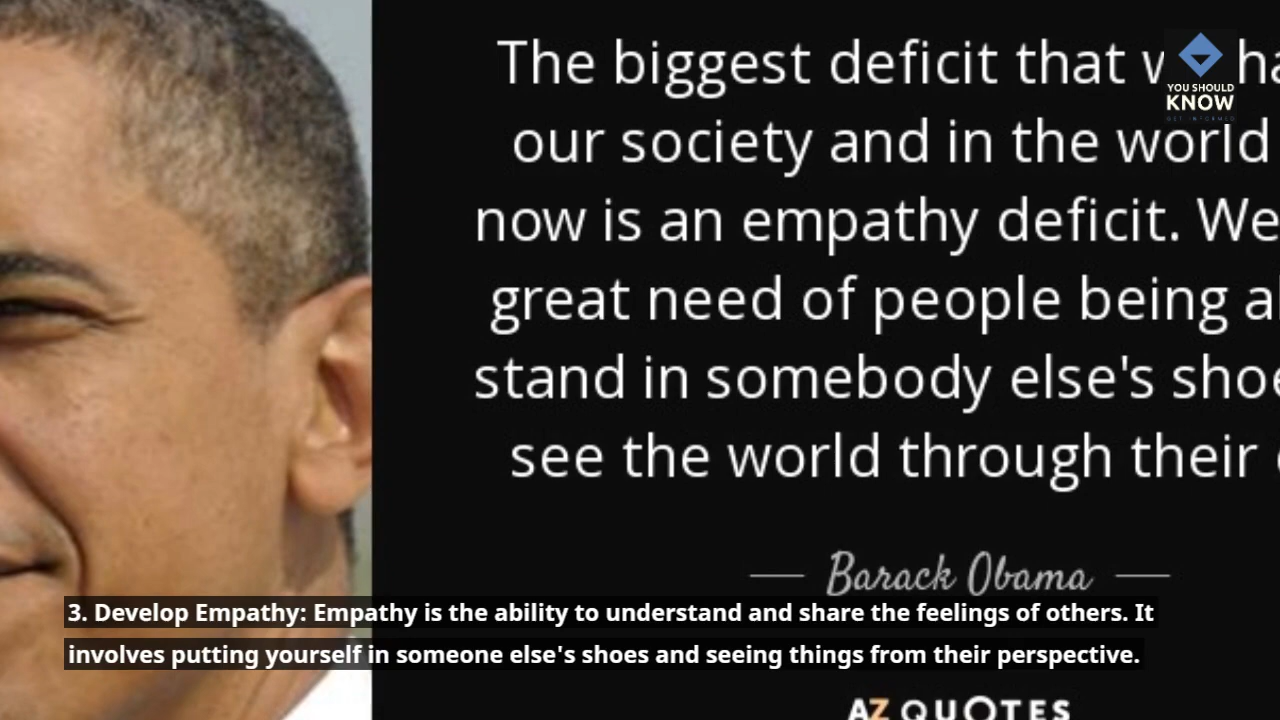 The biggest deficit that
our society and in the world
now is an empathy deficit. We
great need of people being
stand in somebody else's
see the world through their
Barack Obama
3. Develop Empathy: Empathy is the ability to understand and share the feelings of others. It
involves putting yourself in someone else's shoes and seeing things from their perspective.
AZ QUOTES
YOU SHOULD
KNOW
GET INFORMED